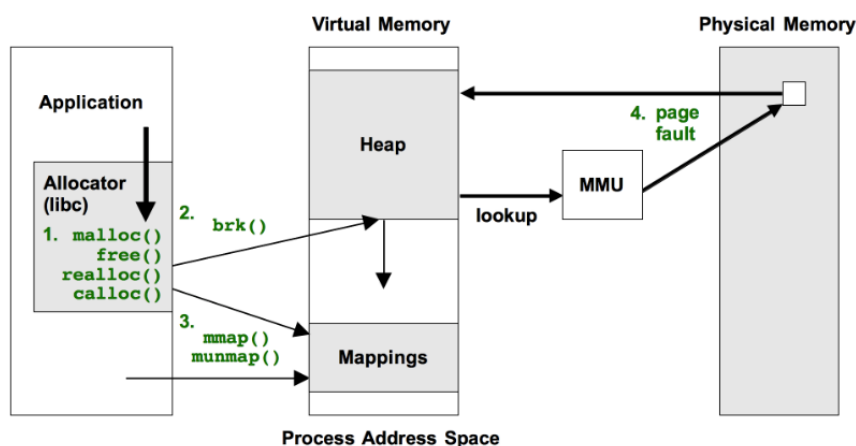 Virtual Memory
Physical Memory
Application
Allocator
(libc)
1. malloc()
free()
realloc()
calloc()
2.
brk()
3.
mmap()
munmap()
Heap
Mappings
lookup
MMU
4. page
fault
Process Address Space